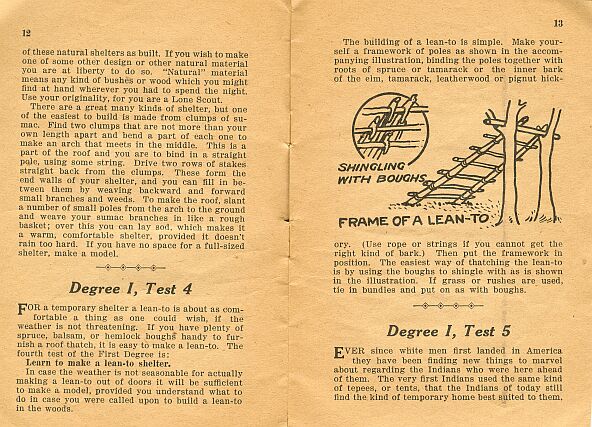 12
of these natural shelters as built. If you wish to make
one of some other design or other natural material
you are at liberty to do so. "Natural" material
means any kind of bushes or wood which you might
find at hand wherever you had to spend the night.
Use your originality, for you are a Lone Scout.
There are a great many kinds of shelter, but one
of the easiest to build is made from clumps of su-
mac. Find two clumps that are not more than your
own length apart and bend a part of each one to
make an arch that meets in the middle. This is a
part of the roof and you are to bind in a straight
pole, using some string. Drive two rows of stakes
straight back from the clumps. These form the
end walls of your shelter, and you can fill in be-
tween them by weaving backward and forward
small branches and weeds. To make the roof, slant
a number of small poles from the arch to the ground
and weave your sumac branches in like a rough
basket; over this you can lay sod, which makes it
a warm, comfortable shelter, provided it doesn't
rain too hard. If you have no space for a full-sized
shelter, make a model.
Degree I, Test 4
FOR a temporary shelter a lean-to is about as com-
fortable a thing as one could wish, if the
weather is not threatening. If you have plenty of
spruce, balsam, or hemlock boughs handy to fur-
nish a roof thatch, it is easy to make a lean-to. The
fourth test of the First Degree is:
Learn to make a lean-to shelter.
In case the weather is not seasonable for actually
making a lean-to out of doors it will be sufficient
to make a model, provided you understand what to
do in case you were called upon to build a lean-to
in the woods.
13
The building of a lean-to is simple. Make your-
self a framework of poles as shown in the accom-
panying illustration, binding the poles together with
roots of spruce or tamarack or the inner bark
of the elm, tamarack, leatherwood or pignut hick-
SHINGLING
WITH BOUGHS
FRAME OF A LEAN-TO
ory. (Use rope or strings if you cannot get the
right kind of bark.) Then put the framework in
position. The easiest way of thatching the lean-to
is by using the boughs to shingle with as is shown
in the illustration. If grass or rushes are used,
tie in bundles and put on as with boughs.
Degree I, Test 5
EVER since white men first landed in America
they have been finding new things to marvel
about regarding the Indians who were here ahead
of them. The very first Indians used the same kind
of tepees, or tents, that the Indians of today still
find the kind of temporary home best suited to them,